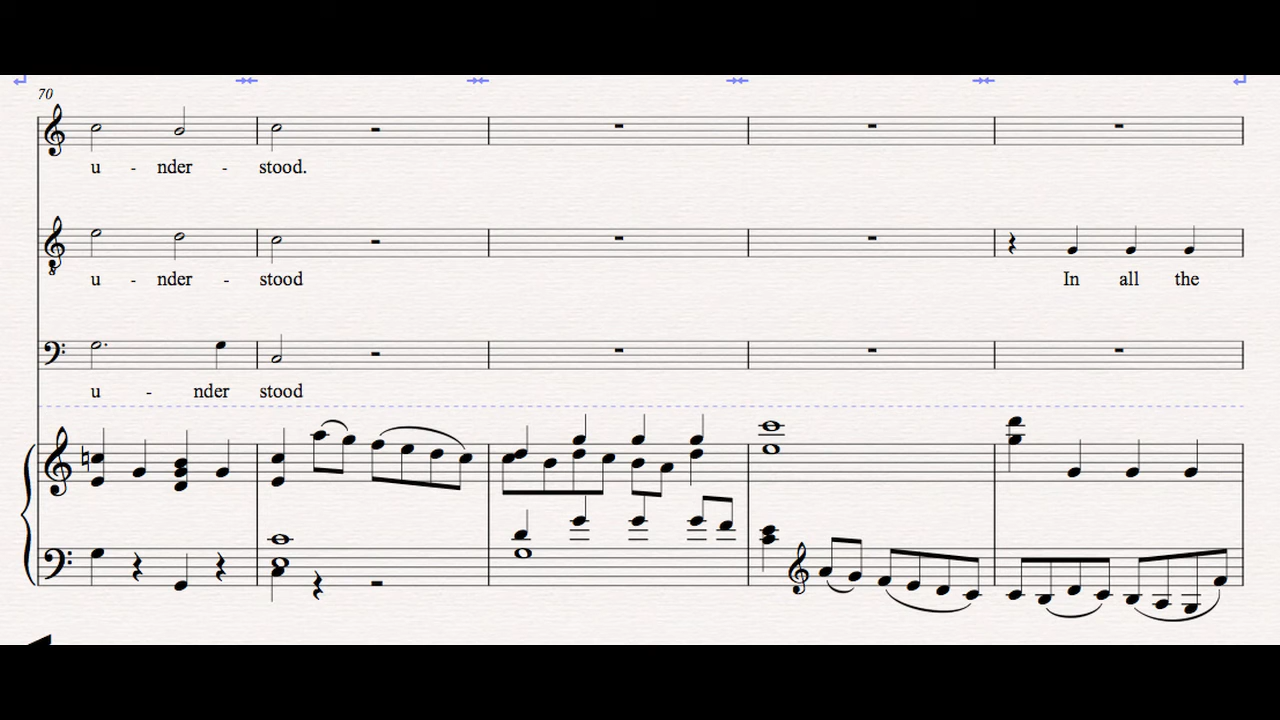 70
u - nder - stood.
u - nder - stood In all the
u - nder stood